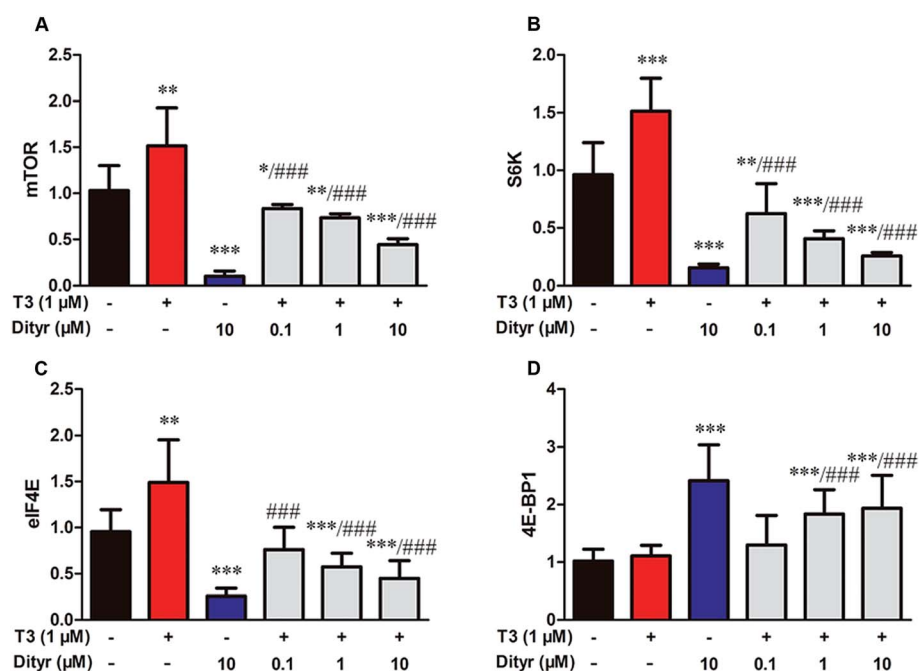 A
2.5
2.0
1.5
1.0
0.5
0.0
mTOR
**
***
*/###
**/###
***/###
T3 (1 μM) - + - + + +
Dityr (μM) - - 10 0.1 1 10
B
2.0
1.5
1.0
0.5
0.0
S6K
***
***
**/###
***/###
***/###
T3 (1 μM) - + - + + +
Dityr (μM) - - 10 0.1 1 10
C
2.5
2.0
1.5
1.0
0.5
0.0
eIF4E
**
***
###
***/###
***/###
T3 (1 μM) - + - + + +
Dityr (μM) - - 10 0.1 1 10
D
4
3
2
1
0
4E-BP1
***
***/###
***/###
T3 (1 μM) - + - + + +
Dityr (μM) - - 10 0.1 1 10